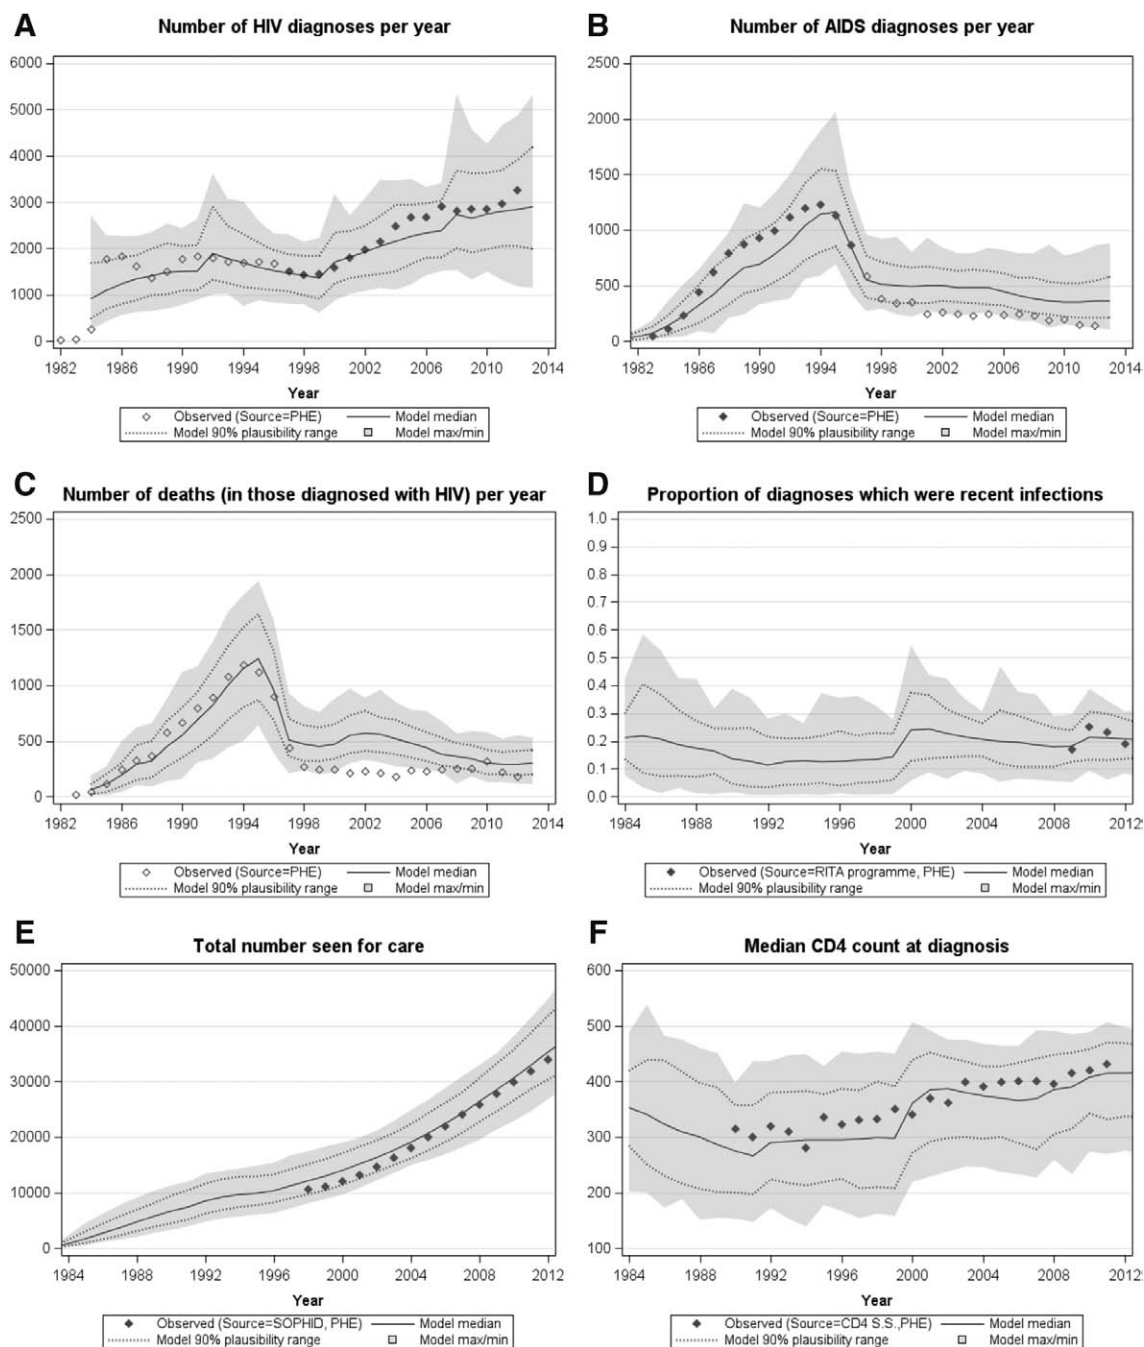 A
Number of HIV diagnoses per year
6000
5000
4000
3000
2000
1000
0
1982 1986 1990 1994 1998 2002 2006 2010 2014
Year
Observed (Source=PHE) Model median
Model 90% plausibility range Model max/min
B
Number of AIDS diagnoses per year
2500
2000
1500
1000
500
0
1982 1986 1990 1994 1998 2002 2006 2010 2014
Year
Observed (Source=PHE) Model median
Model 90% plausibility range Model max/min
C
Number of deaths (in those diagnosed with HIV) per year
2500
2000
1500
1000
500
0
1982 1986 1990 1994 1998 2002 2006 2010 2014
Year
Observed (Source=PHE) Model median
Model 90% plausibility range Model max/min
D
Proportion of diagnoses which were recent infections
1.0
0.9
0.8
0.7
0.6
0.5
0.4
0.3
0.2
0.1
0.0
1984 1988 1992 1996 2000 2004 2008 2012
Year
Observed (Source=RITA programme, PHE) Model median
Model 90% plausibility range Model max/min
E
Total number seen for care
50000
40000
30000
20000
10000
0
1984 1988 1992 1996 2000 2004 2008 2012
Year
Observed (Source=SOPHID, PHE) Model median
Model 90% plausibility range Model max/min
F
Median CD4 count at diagnosis
600
500
400
300
200
100
1984 1988 1992 1996 2000 2004 2008 2012
Year
Observed (Source=CD4 S.S.,PHE) Model median
Model 90% plausibility range Model max/min